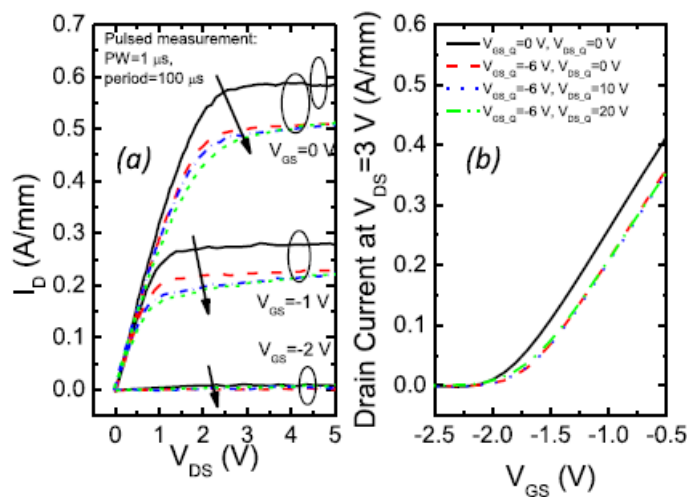 Pulsed measurement:
PW=1 μs,
period=100 μs
(a)
V_GS=0 V
V_GS=-1 V
V_GS=-2 V
0.7
0.6
0.5
0.4
0.3
0.2
0.1
0.0
I_D (A/mm)
0 1 2 3 4 5
V_DS (V)
V_GS_Q=0 V, V_DS_Q=0 V
V_GS_Q=-6 V, V_DS_Q=0 V
V_GS_Q=-6 V, V_DS_Q=10 V
V_GS_Q=-6 V, V_DS_Q=20 V
(b)
0.6
0.5
0.4
0.3
0.2
0.1
0.0
Drain Current at V_DS=3 V (A/mm)
-2.5 -2.0 -1.5 -1.0 -0.5
V_GS (V)